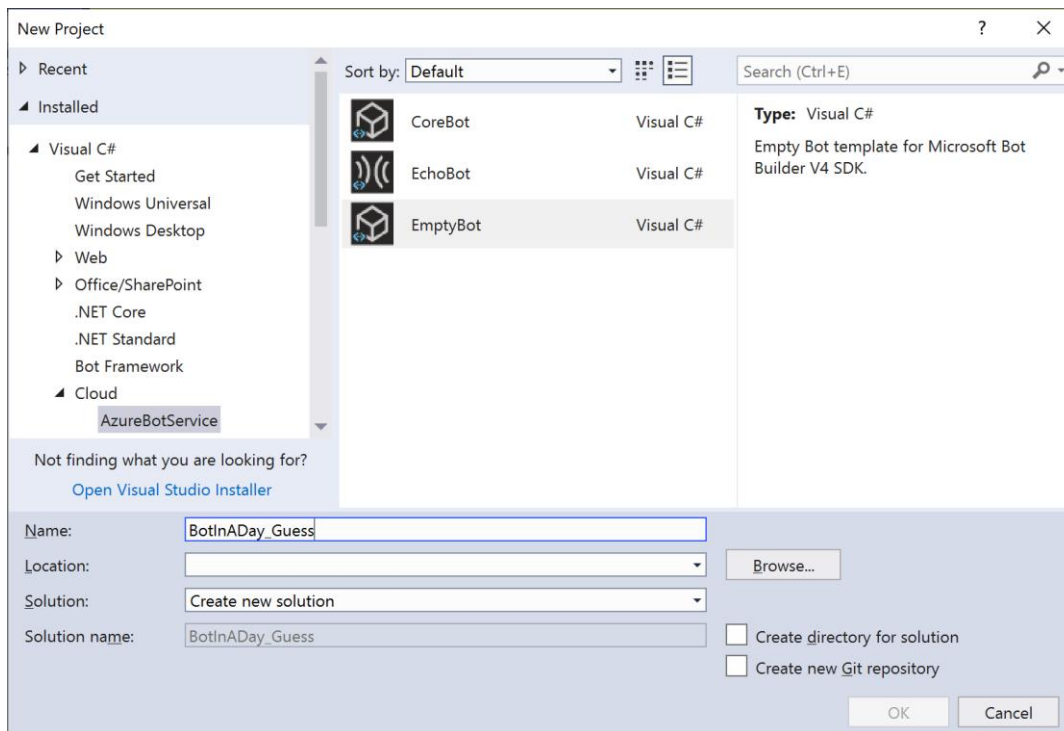 New Project
Recent
Installed
Visual C#
Get Started
Windows Universal
Windows Desktop
Web
Office/SharePoint
.NET Core
.NET Standard
Bot Framework
Cloud
AzureBotService
Not finding what you are looking for?
Open Visual Studio Installer
Sort by: Default
CoreBot Visual C#
EchoBot Visual C#
EmptyBot Visual C#
Search (Ctrl+E)
Type: Visual C#
Empty Bot template for Microsoft Bot
Builder V4 SDK.
Name: BotInADay_Guess
Location: Browse...
Solution: Create new solution
Solution name: BotInADay_Guess
Create directory for solution
Create new Git repository
OK Cancel